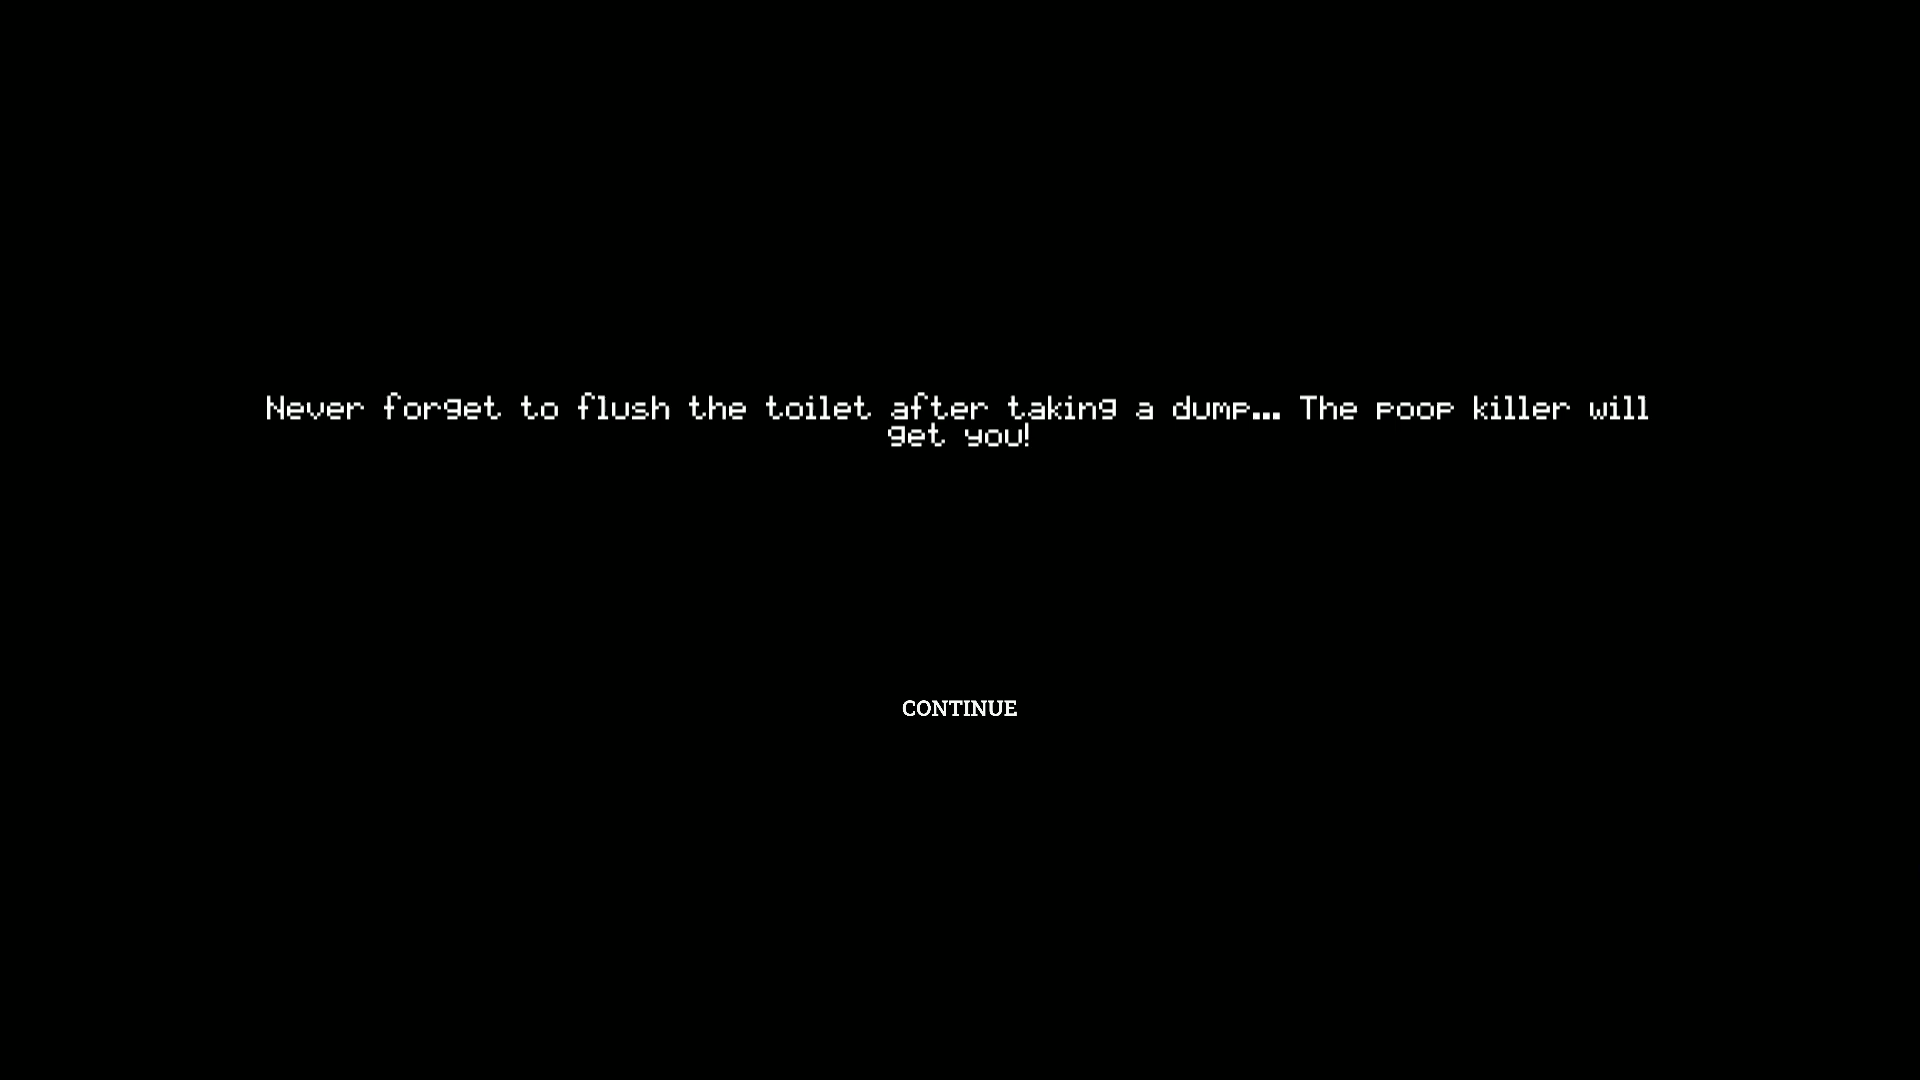 Never forget to flush the toilet after taking a dump... The poop killer will
get you!
CONTINUE